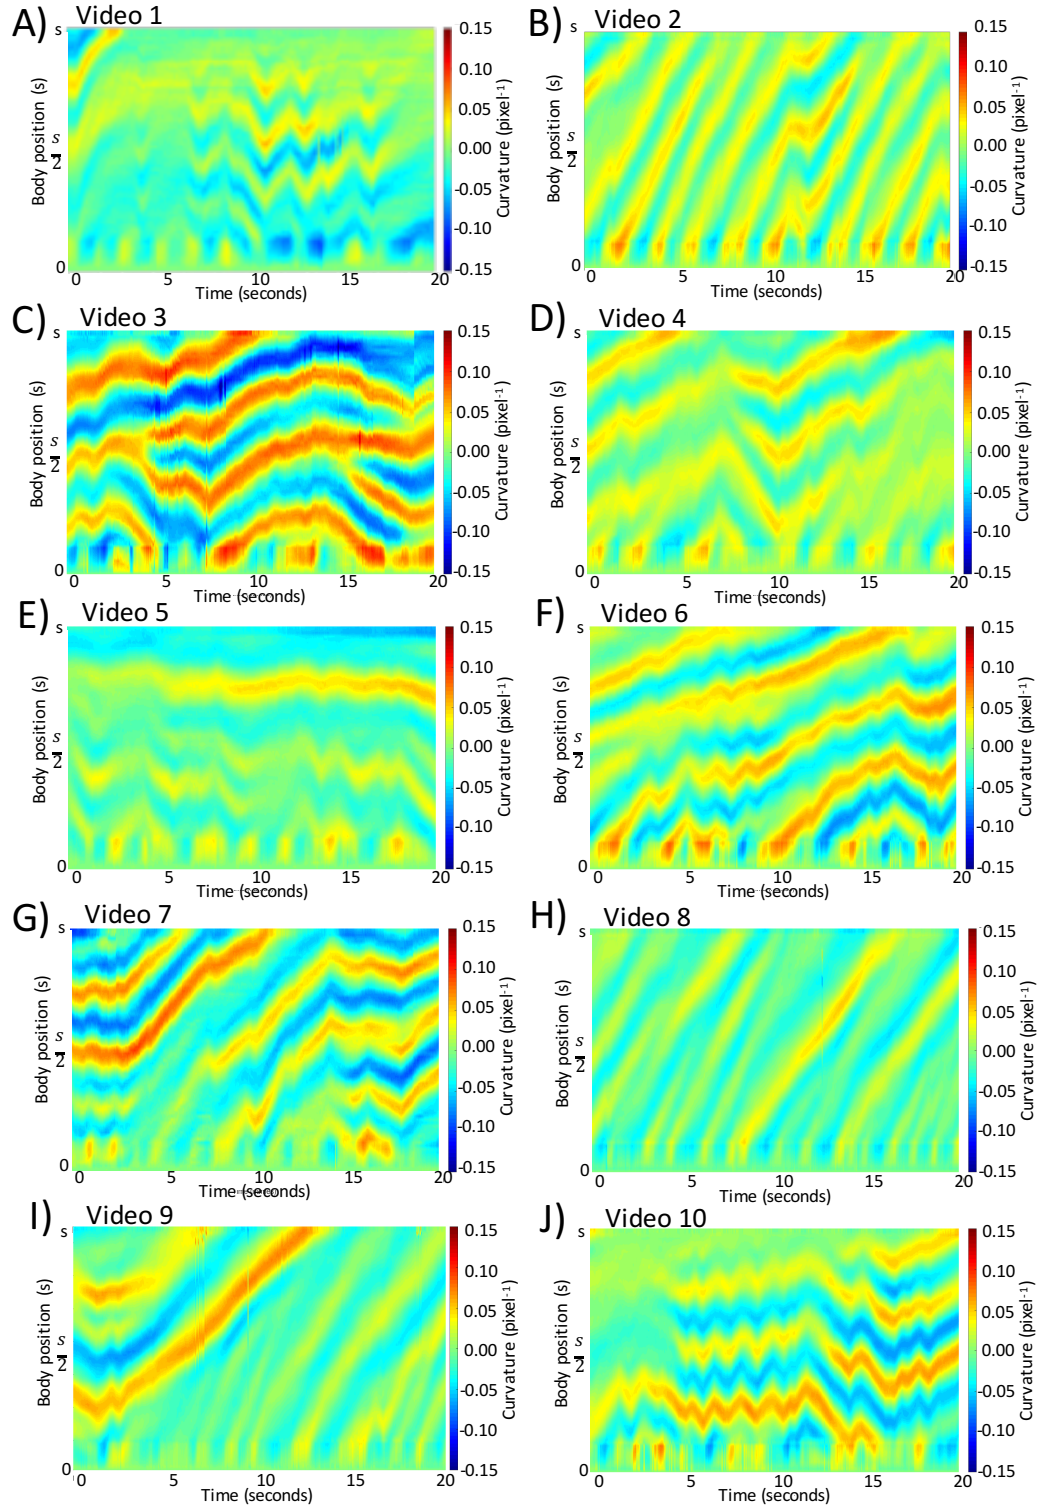 A) Video 1
s
Body position (s)
s/2
0
0 5 10 15 20
Time (seconds)
0.15
0.10
0.05
0.00
-0.05
-0.10
-0.15
Curvature (pixel-1)
B) Video 2
s
Body position (s)
s/2
0
0 5 10 15 20
Time (seconds)
0.15
0.10
0.05
0.00
-0.05
-0.10
-0.15
Curvature (pixel-1)
C) Video 3
s
Body position (s)
s/2
0
0 5 10 15 20
Time (seconds)
0.15
0.10
0.05
0.00
-0.05
-0.10
-0.15
Curvature (pixel-1)
D) Video 4
s
Body position (s)
s/2
0
0 5 10 15 20
Time (seconds)
0.15
0.10
0.05
0.00
-0.05
-0.10
-0.15
Curvature (pixel-1)
E) Video 5
s
Body position (s)
s/2
0
0 5 10 15 20
Time (seconds)
0.15
0.10
0.05
0.00
-0.05
-0.10
-0.15
Curvature (pixel-1)
F) Video 6
s
Body position (s)
s/2
0
0 5 10 15 20
Time (seconds)
0.15
0.10
0.05
0.00
-0.05
-0.10
-0.15
Curvature (pixel-1)
G) Video 7
s
Body position (s)
s/2
0
0 5 10 15 20
Time (seconds)
0.15
0.10
0.05
0.00
-0.05
-0.10
-0.15
Curvature (pixel-1)
H) Video 8
s
Body position (s)
s/2
0
0 5 10 15 20
Time (seconds)
0.15
0.10
0.05
0.00
-0.05
-0.10
-0.15
Curvature (pixel-1)
I) Video 9
s
Body position (s)
s/2
0
0 5 10 15 20
Time (seconds)
0.15
0.10
0.05
0.00
-0.05
-0.10
-0.15
Curvature (pixel-1)
J) Video 10
s
Body position (s)
s/2
0
0 5 10 15 20
Time (seconds)
0.15
0.10
0.05
0.00
-0.05
-0.10
-0.15
Curvature (pixel-1)